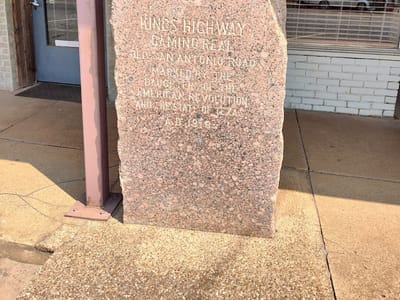 KINGS HIGHWAY
CAMINO REAL
OLD SAN ANTONIO ROAD
MARKED BY THE
DAUGHTERS OF THE
AMERICAN REVOLUTION
AND THE STATE OF TEXAS
A.D. 1918